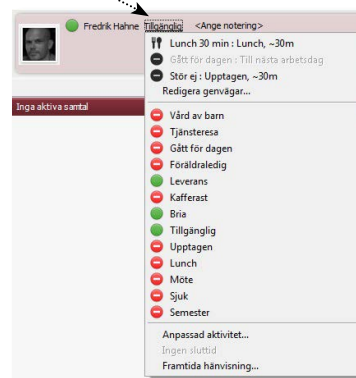 Fredrik Hahne Tillgänglig <Ange notering>
Lunch 30 min : Lunch, ~30m
Gått för dagen : Till nästa arbetsdag
Stör ej : Upptagen, ~30m
Redigera genvägar...
Inga aktiva samtal
Vård av barn
Tjänsteresa
Gått för dagen
Föräldraledig
Leverans
Kafferast
Bria
Tillgänglig
Upptagen
Lunch
Möte
Sjuk
Semester
Anpassad aktivitet...
Ingen sluttid
Framtida hänvisning...